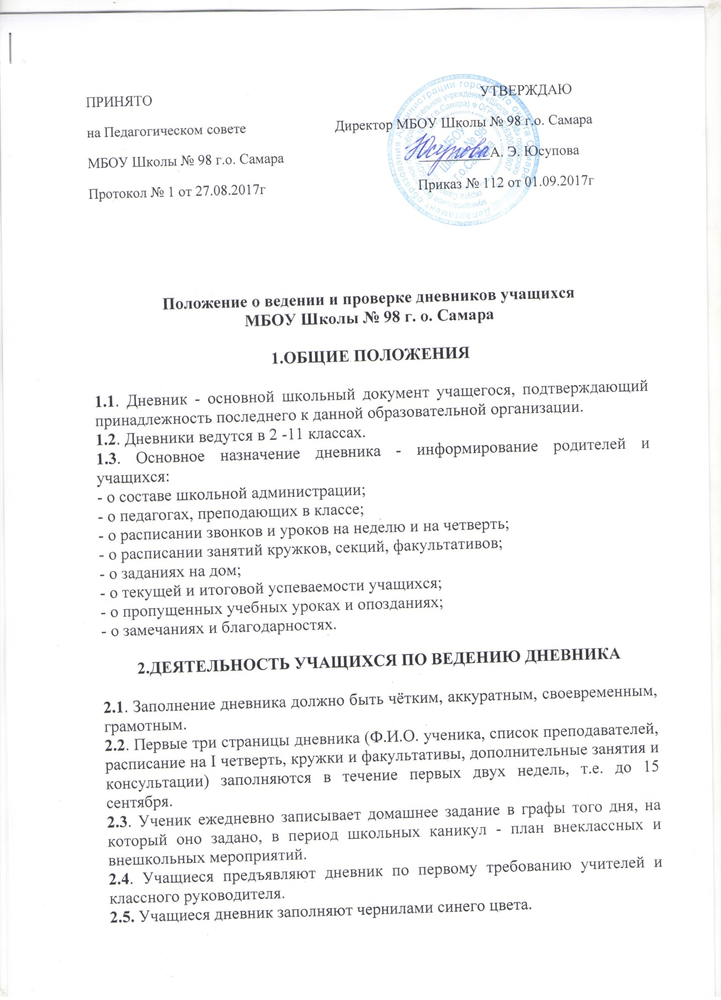 ПРИНЯТО
УТВЕРЖДАЮ
на Педагогическом совете
Директор МБОУ Школы № 98 г.о. Самара
МБОУ Школы № 98 г.о. Самара
Юсупова А. Э. Юсупова
Протокол № 1 от 27.08.2017г
Приказ № 112 от 01.09.2017г
МБОУ
Школа № 98
г.о.Самара
Положение о ведении и проверке дневников учащихся
МБОУ Школы № 98 г. о. Самара
1.ОБЩИЕ ПОЛОЖЕНИЯ
1.1. Дневник - основной школьный документ учащегося, подтверждающий
принадлежность последнего к данной образовательной организации.
1.2. Дневники ведутся в 2 -11 классах.
1.3. Основное назначение дневника - информирование родителей и
учащихся:
- о составе школьной администрации;
- о педагогах, преподающих в классе;
- о расписании звонков и уроков на неделю и на четверть;
- о расписании занятий кружков, секций, факультативов;
- о заданиях на дом;
- о текущей и итоговой успеваемости учащихся;
- о пропущенных учебных уроках и опозданиях;
- о замечаниях и благодарностях.
2.ДЕЯТЕЛЬНОСТЬ УЧАЩИХСЯ ПО ВЕДЕНИЮ ДНЕВНИКА
2.1. Заполнение дневника должно быть чётким, аккуратным, своевременным,
грамотным.
2.2. Первые три страницы дневника (Ф.И.О. ученика, список преподавателей,
расписание на I четверть, кружки и факультативы, дополнительные занятия и
консультации) заполняются в течение первых двух недель, т.е. до 15
сентября.
2.3. Ученик ежедневно записывает домашнее задание в графы того дня, на
который оно задано, в период школьных каникул - план внеклассных и
внешкольных мероприятий.
2.4. Учащиеся предъявляют дневник по первому требованию учителей и
классного руководителя.
2.5. Учащиеся дневник заполняют чернилами синего цвета.